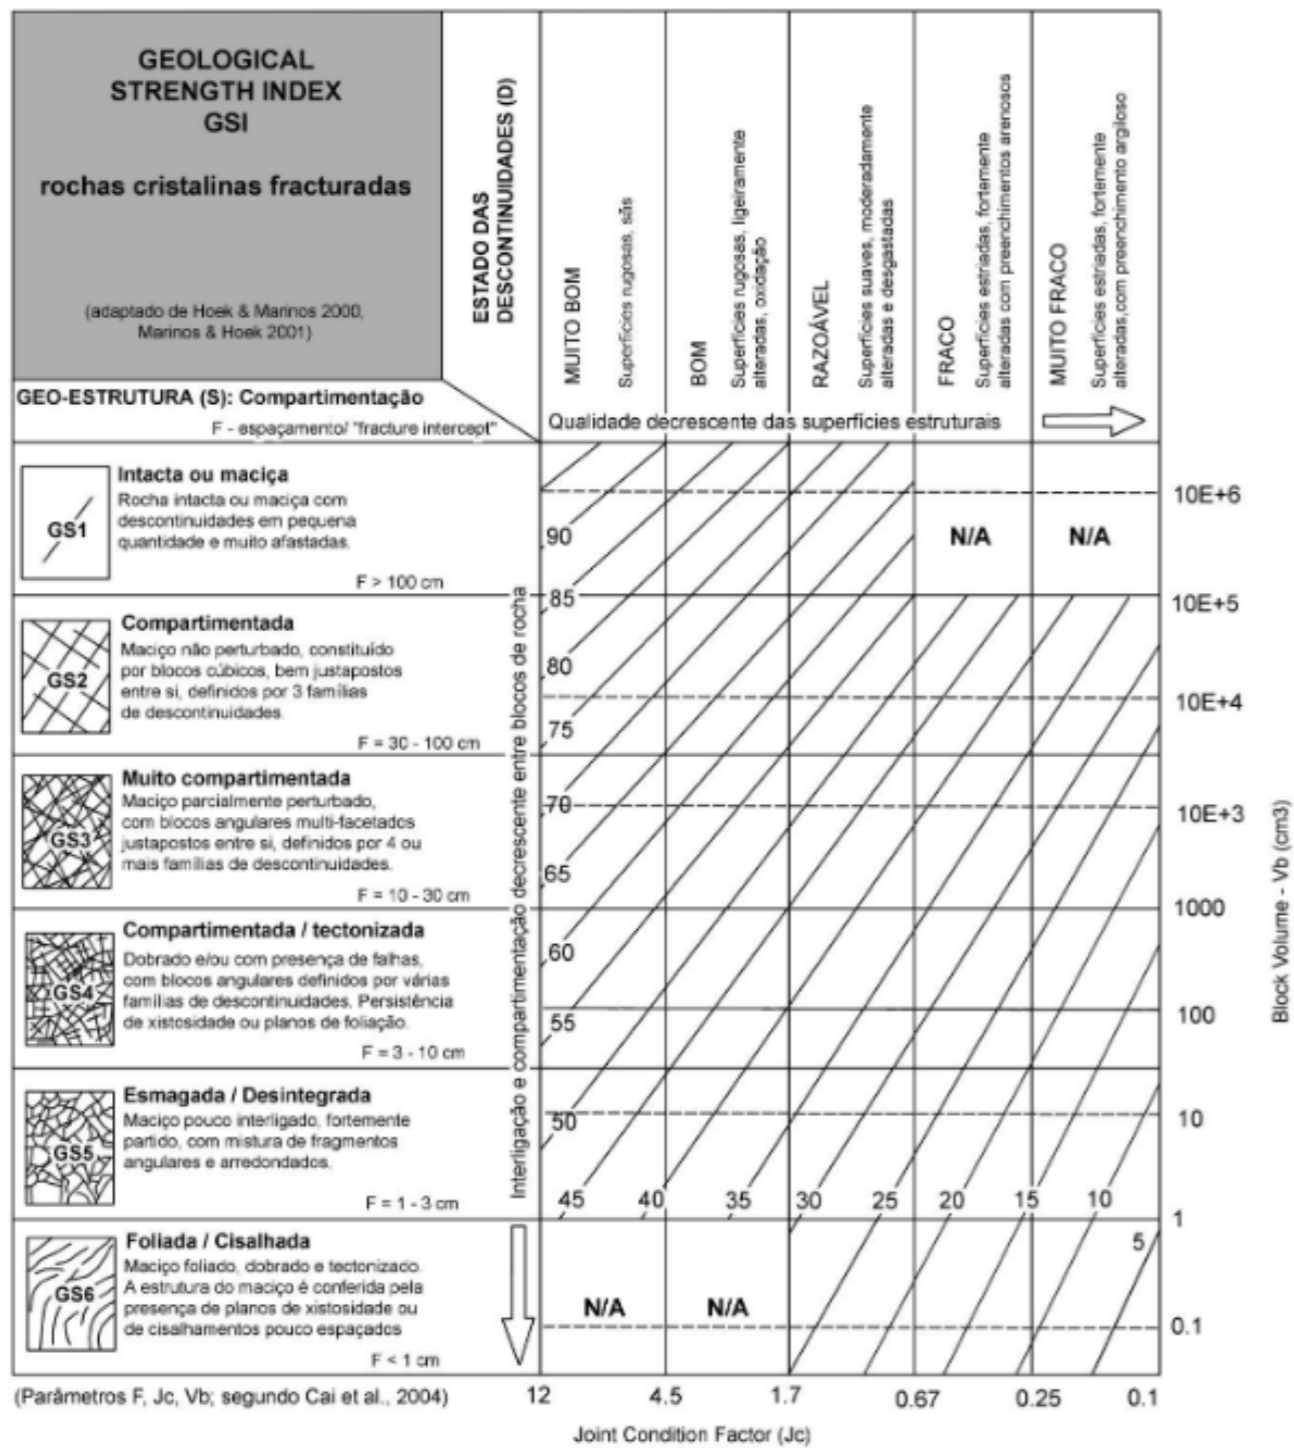 GEOLOGICAL
STRENGTH INDEX
GSI
rochas cristalinas fracturadas
(adaptado de Hoek & Marinos 2000,
Marinos & Hoek 2001)
ESTADO DAS
DESCONTINUIDADES (D)
MUITO BOM
Superfícies rugosas, sãs
BOM
Superfícies rugosas, ligeiramente
alteradas, oxidação
RAZOÁVEL
Superfícies suaves, moderadamente
alteradas e desgastadas
FRACO
Superfícies estriadas, fortemente
alteradas com preenchimentos arenosos
MUITO FRACO
Superfícies estriadas, fortemente
alteradas,com preenchimento argiloso
GEO-ESTRUTURA (S): Compartimentação
F - espaçamento/ "fracture intercept"
Qualidade decrescente das superfícies estruturais
GS1
Intacta ou maciça
Rocha intacta ou maciça com
descontinuidades em pequena
quantidade e muito afastadas.
F > 100 cm
GS2
Compartimentada
Maciço não perturbado, constituído
por blocos cúbicos, bem justapostos
entre si, definidos por 3 famílias
de descontinuidades.
F = 30 - 100 cm
GS3
Muito compartimentada
Maciço parcialmente perturbado,
com blocos angulares multi-facetados
justapostos entre si, definidos por 4 ou
mais famílias de descontinuidades.
F = 10 - 30 cm
GS4
Compartimentada / tectonizada
Dobrado e/ou com presença de falhas,
com blocos angulares definidos por várias
famílias de descontinuidades. Persistência
de xistosidade ou planos de foliação.
F = 3 - 10 cm
GS5
Esmagada / Desintegrada
Maciço pouco interligado, fortemente
partido, com mistura de fragmentos
angulares e arredondados.
F = 1 - 3 cm
GS6
Foliada / Cisalhada
Maciço foliado, dobrado e tectonizado.
A estrutura do maciço é conferida pela
presença de planos de xistosidade ou
de cisalhamentos pouco espaçados
F < 1 cm
Interligação e compartimentação decrescente entre blocos de rocha
90
85
80
75
70
65
60
55
50
45 40 35 30 25 20 15 10
5
N/A N/A
N/A N/A
10E+6
10E+5
10E+4
10E+3
1000
100
10
1
0.1
Block Volume - Vb (cm3)
12 4.5 1.7 0.67 0.25 0.1
(Parâmetros F, Jc, Vb; segundo Cai et al., 2004)
Joint Condition Factor (Jc)